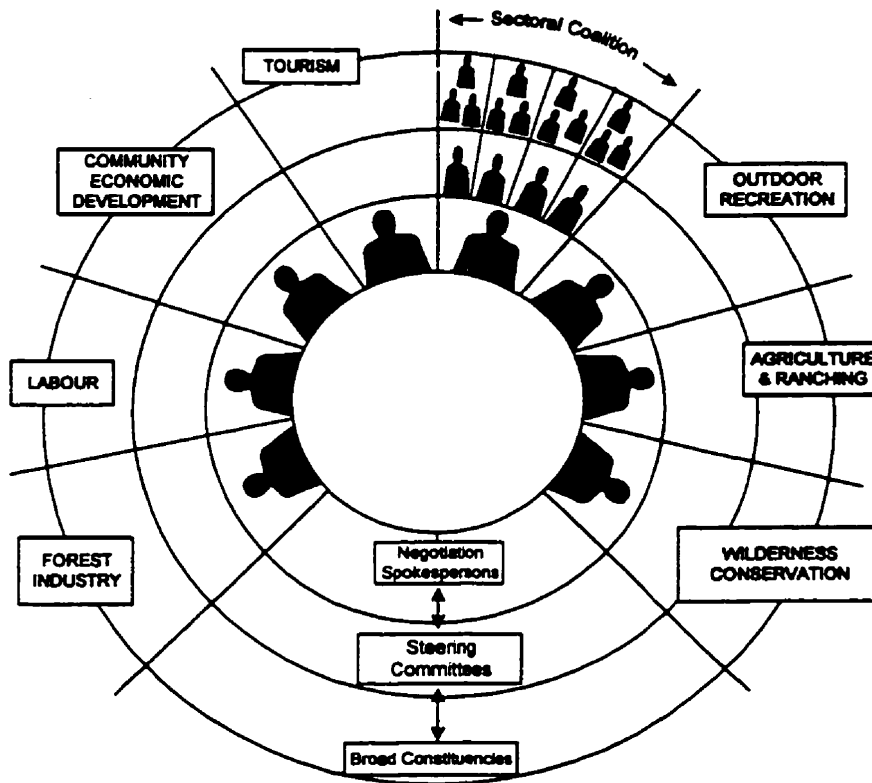 Sectoral Coalition
TOURISM
COMMUNITY
ECONOMIC
DEVELOPMENT
OUTDOOR
RECREATION
LABOUR
AGRICULTURE
& RANCHING
FOREST
INDUSTRY
Negotiation
Spokespersons
WILDERNESS
CONSERVATION
Steering
Committees
Broad Constituencies